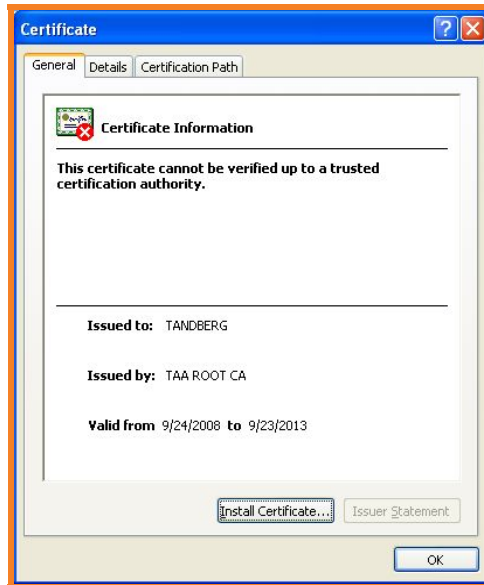 Certificate
General Details Certification Path
Certificate Information
This certificate cannot be verified up to a trusted
certification authority.
Issued to: TANDBERG
Issued by: TAA ROOT CA
Valid from 9/24/2008 to 9/23/2013
Install Certificate... Issuer Statement
OK